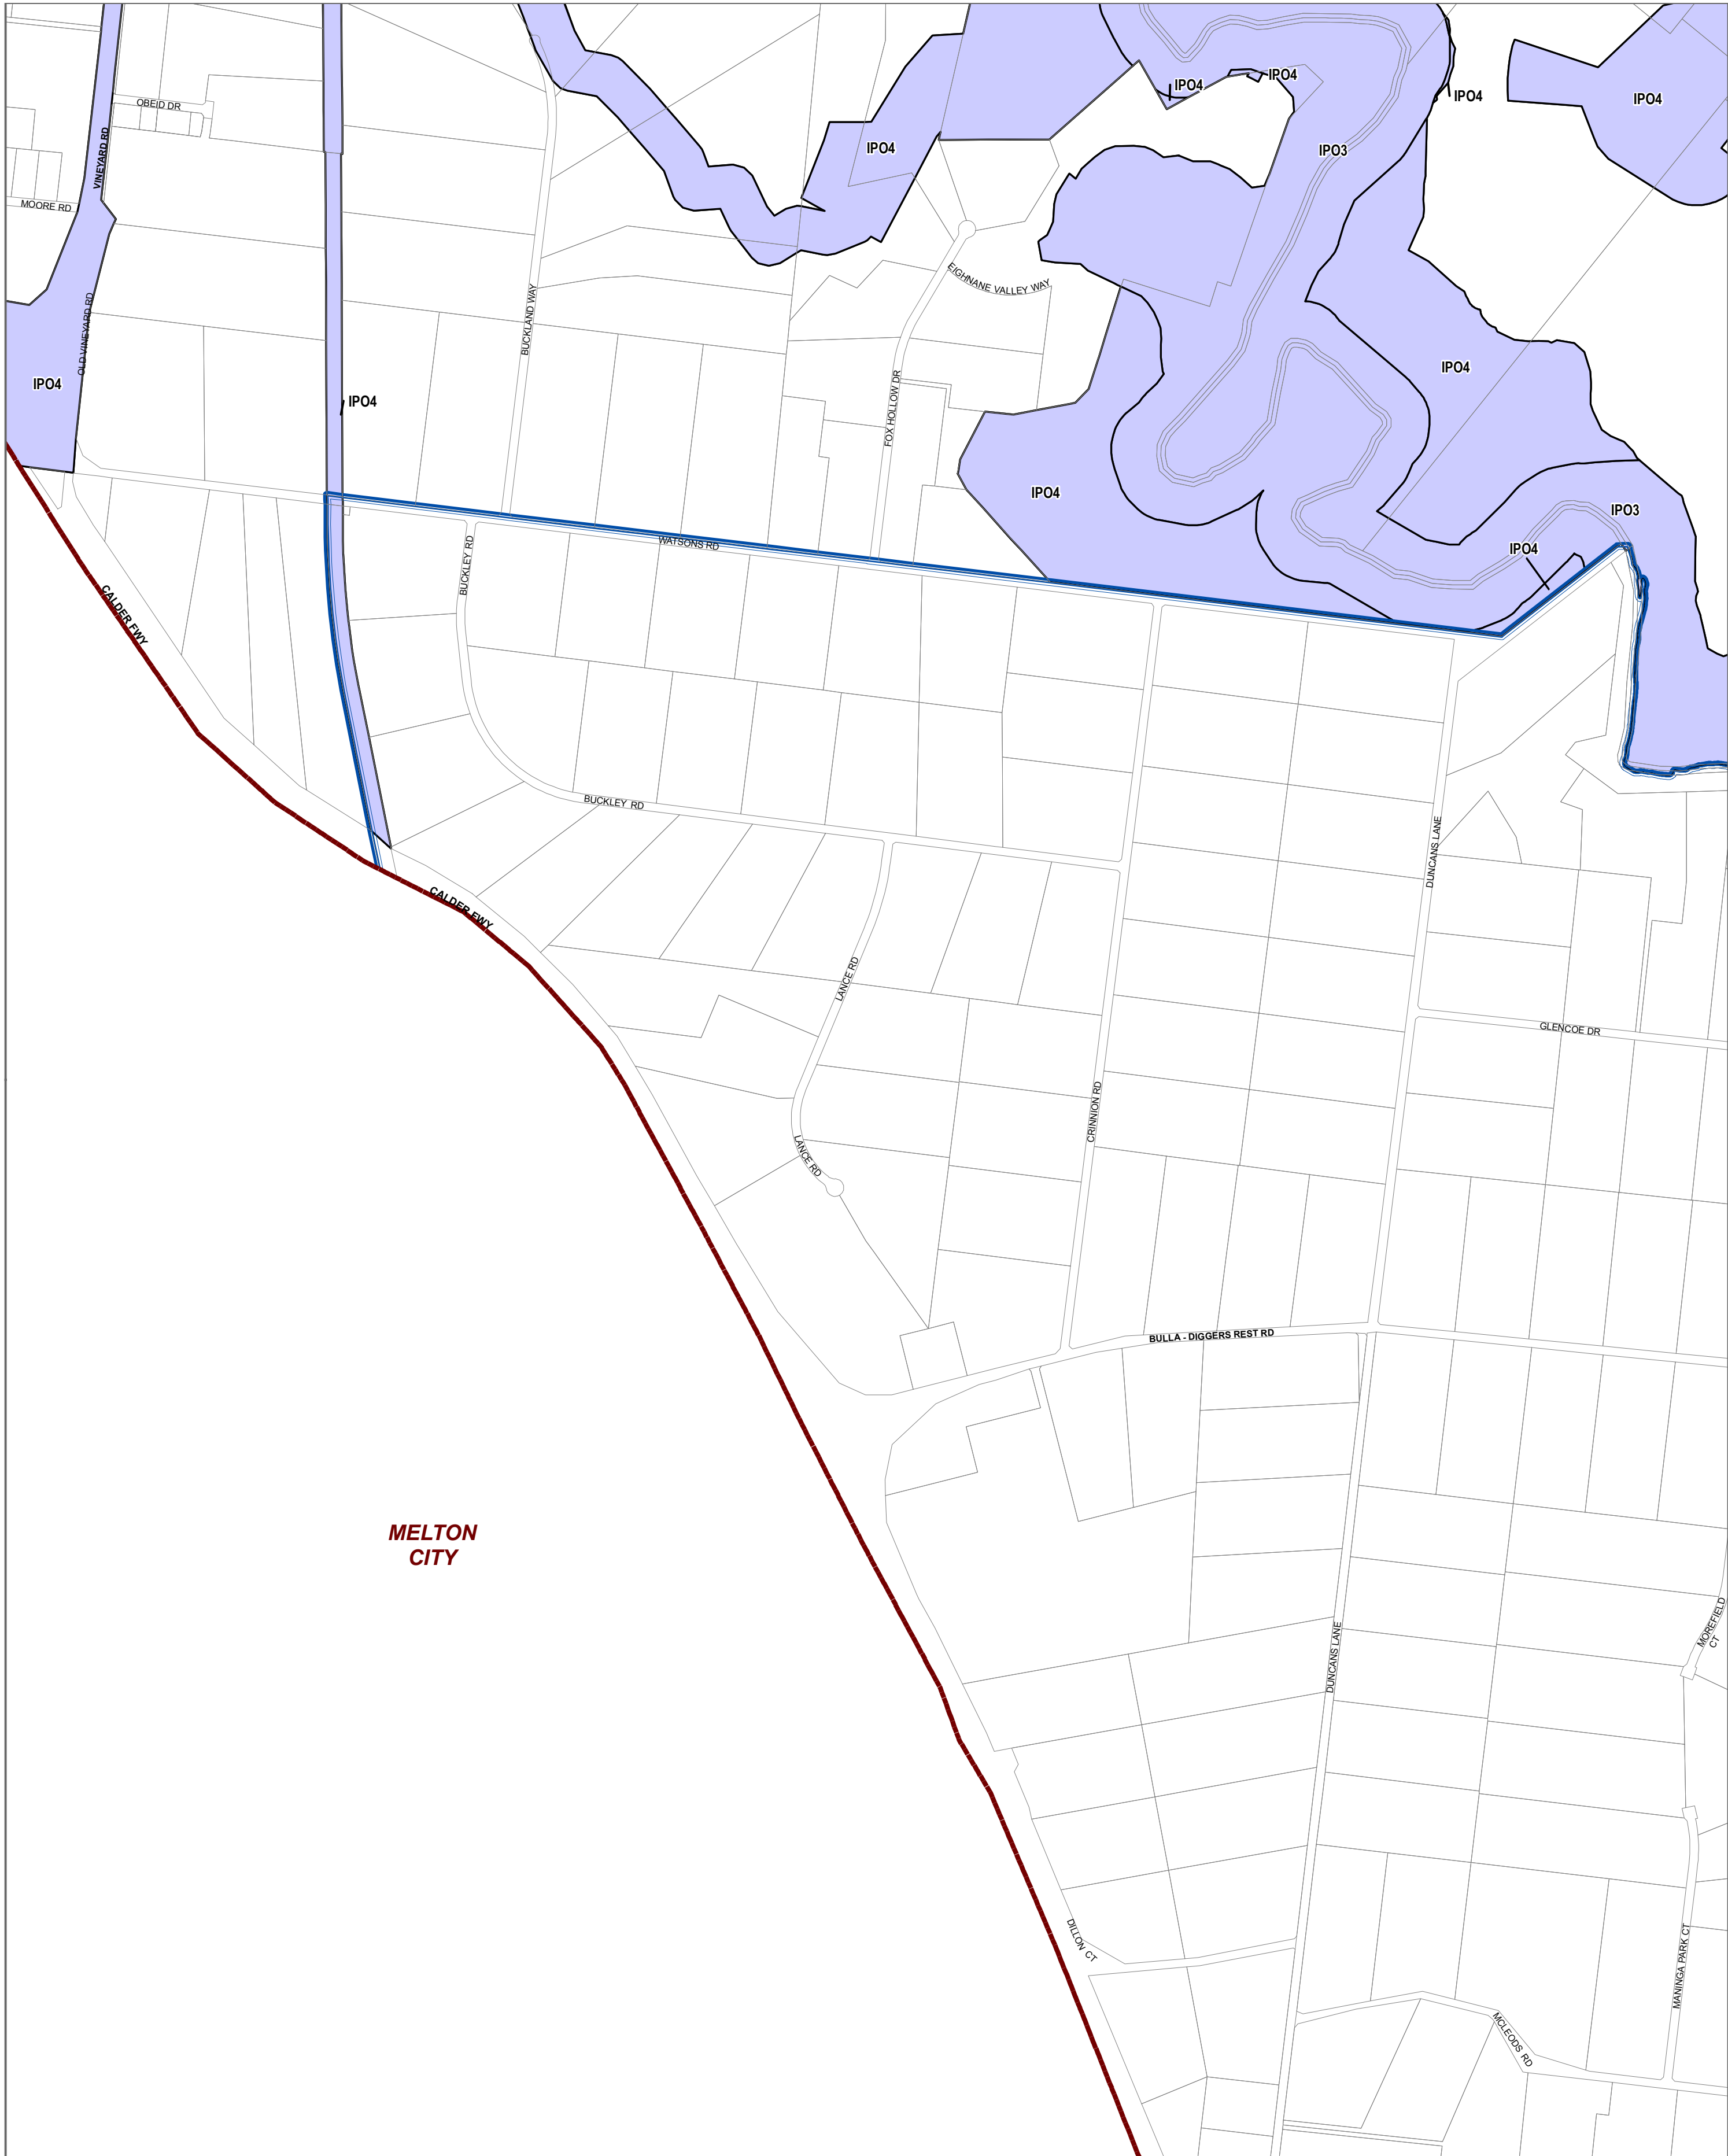 IPO4
IPO4
IPO4
IPO4
OBEID DR
VINEYARD RD
IPO4
IPO3
MOORE RD
EIGHNANE VALLEY WAY
OLD VINEYARD RD
BUCKLAND WAY
IPO4
IPO4
IPO4
FOX HOLLOW DR
IPO4
IPO3
WATSONS RD
IPO4
BUCKLEY RD
CALDER FWY
BUCKLEY RD
DUNCANS LANE
CALDER FWY
LANCE RD
GLENCOE DR
CRINNION RD
LANCE RD
BULLA - DIGGERS REST RD
MELTON
CITY
MOREFIELD
CT
DUNCANS LANE
DILLON CT
MANINGA PARK CT
MCLEODS RD